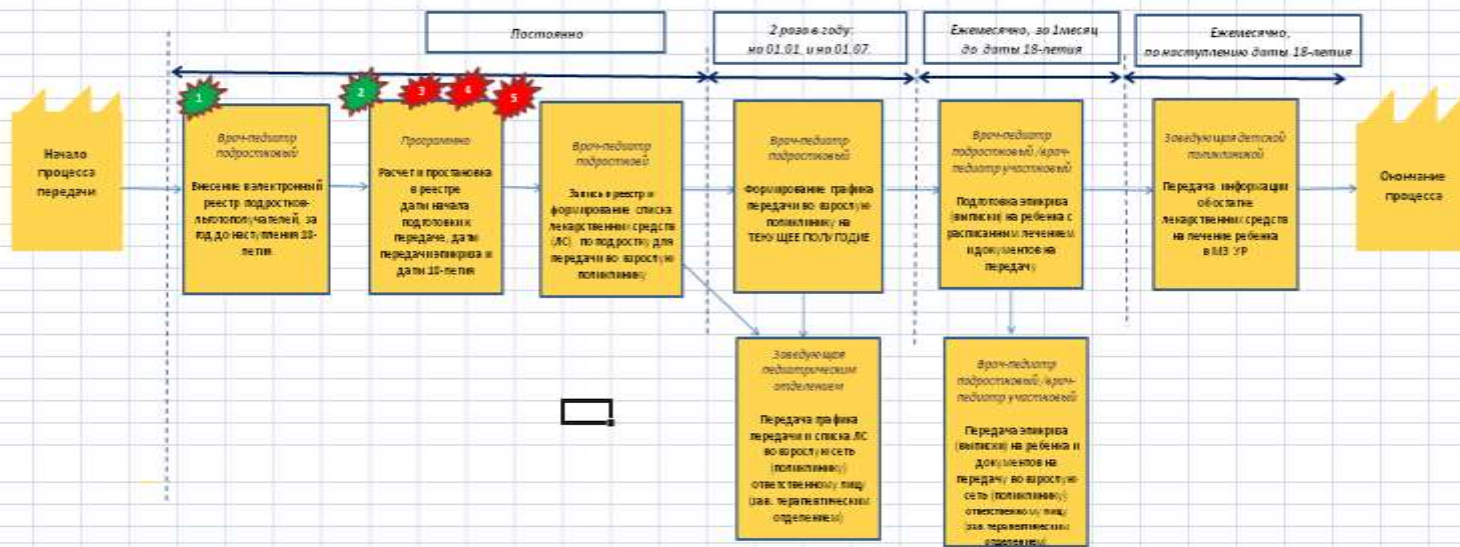 Постоянно
2 раза в году:
на 01.01. и на 01.07.
Ежемесячно, за 1месяц
до даты 18-летия
Ежемесячно,
по наступлению даты 18-летия
1
2
3
4
5
Начало
процесса
передачи
Врач-педиатр
подростковый
Внесение в электронный
реестр подростков-
льготополучателей, за
год до наступления 18-
летия
Программно
Расчет и простановка
в реестре
даты начала
подготовки к
передаче, даты
передачи эпикриза и
даты 18-летия
Врач-педиатр
подростковй
Запись в реестр и
формирование списка
лекарственних средств
(ЛС) по подростку для
передачи во взрослую
поликлинику
Врач-педиатр
подростковый
Формирование графика
передачи во взрослую
поликлинику на
ТЕКУЩЕЕ ПОЛУГОДИЕ
Врач-педиатр
подростковый /врач-
педиатр участковый
Подготовка эпикриза
(выписки) на ребенка с
расписанным лечением
и документов на
передачу
Заведующая детской
поликлиникой
Передача информации
об остатке
лекарственних средств
на лечение ребенка
в МЗ УР
Окончание
процесса
Заведующая
педиатрическим
отделением
Передача графика
передачи и списка ЛС
во взрослую сеть
(поликлинику)
ответственному лицу
(зав. терапевтическим
отделением)
Врач-педиатр
подростковый /врач-
педиатр участковый
Передача эпикриза
(выписки) на ребенка и
документов на
передачу во взрослую
сеть (поликлинику)
ответственному лицу
(зав. терапевтическим
отделением)